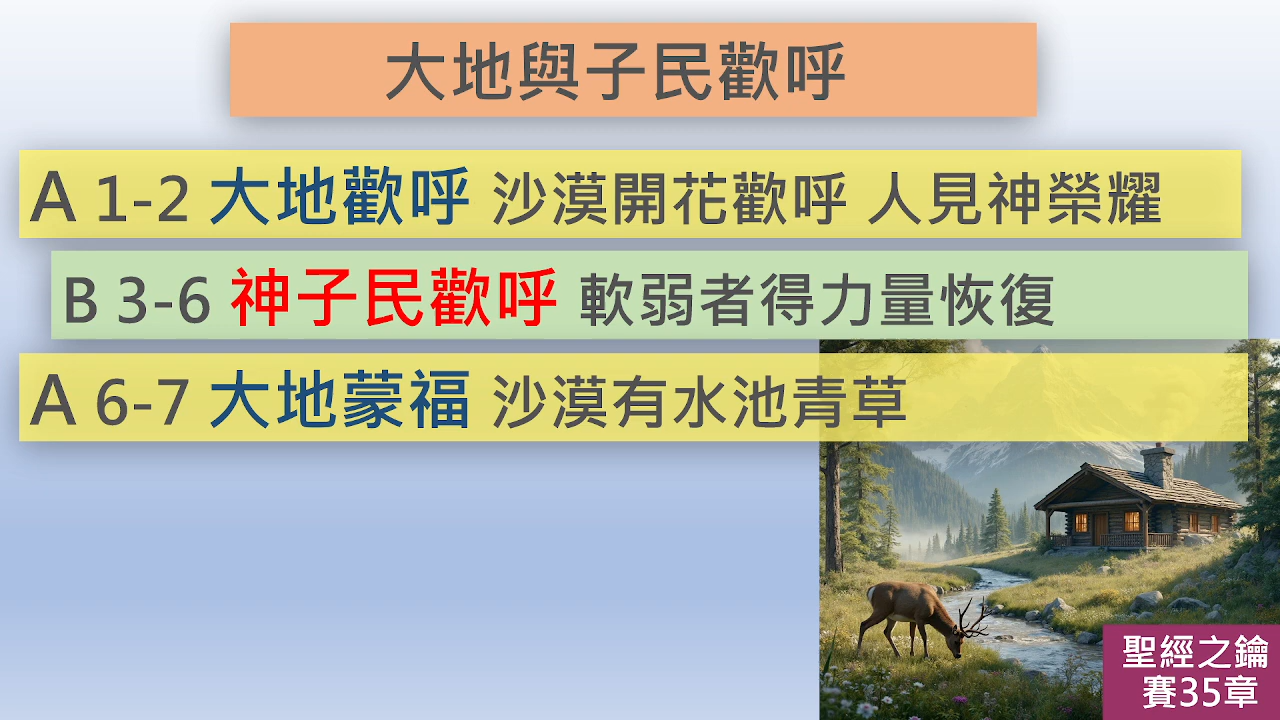 大地與子民歡呼
A 1-2 大地歡呼 沙漠開花歡呼 人見神榮耀
B 3-6 神子民歡呼 軟弱者得力量恢復
A 6-7 大地蒙福 沙漠有水池青草
聖經之鑰
賽35章